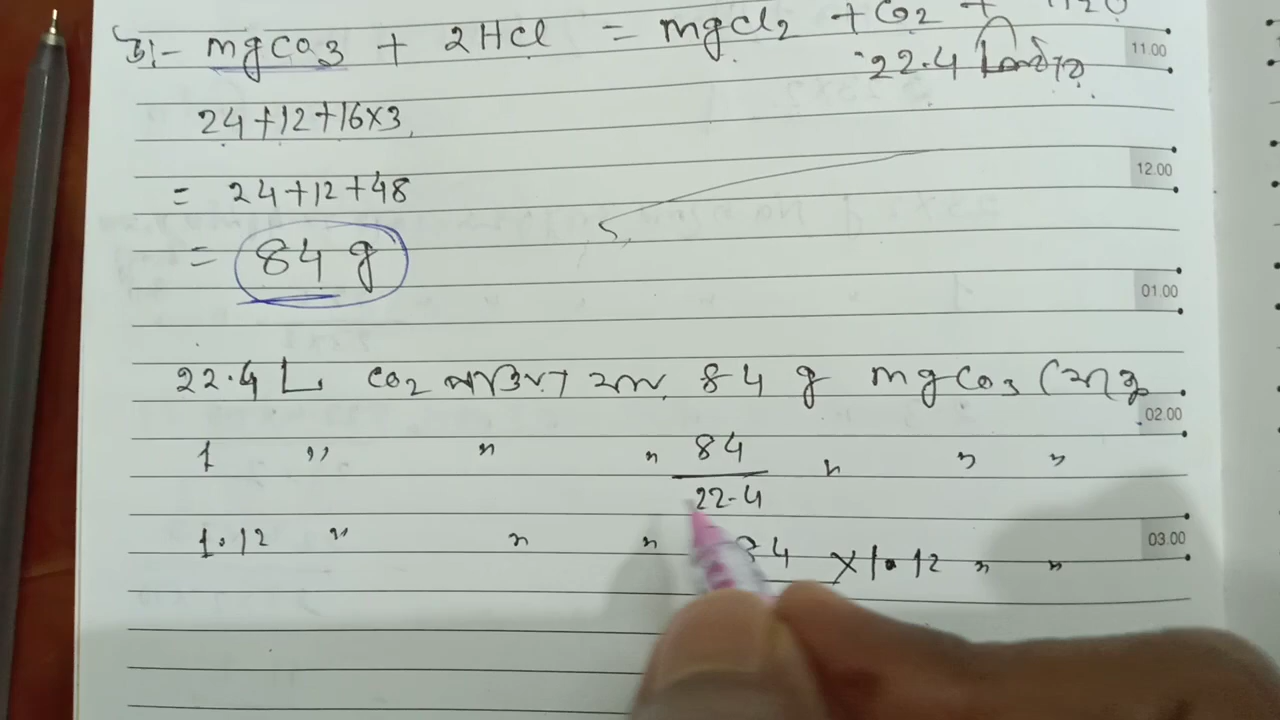 উঃ- mgco3 + 2HCl = mgCl2 + Co2 + H2O
22.4
11.00
24+12+16×3
12.00
= 24+12+48
= 84 g
01.00
22.4 L co2 84 g mgco3
02.00
1 " " " 84 " " "
22.4
1.12 " " " 84 ×1.12 " "
03.00